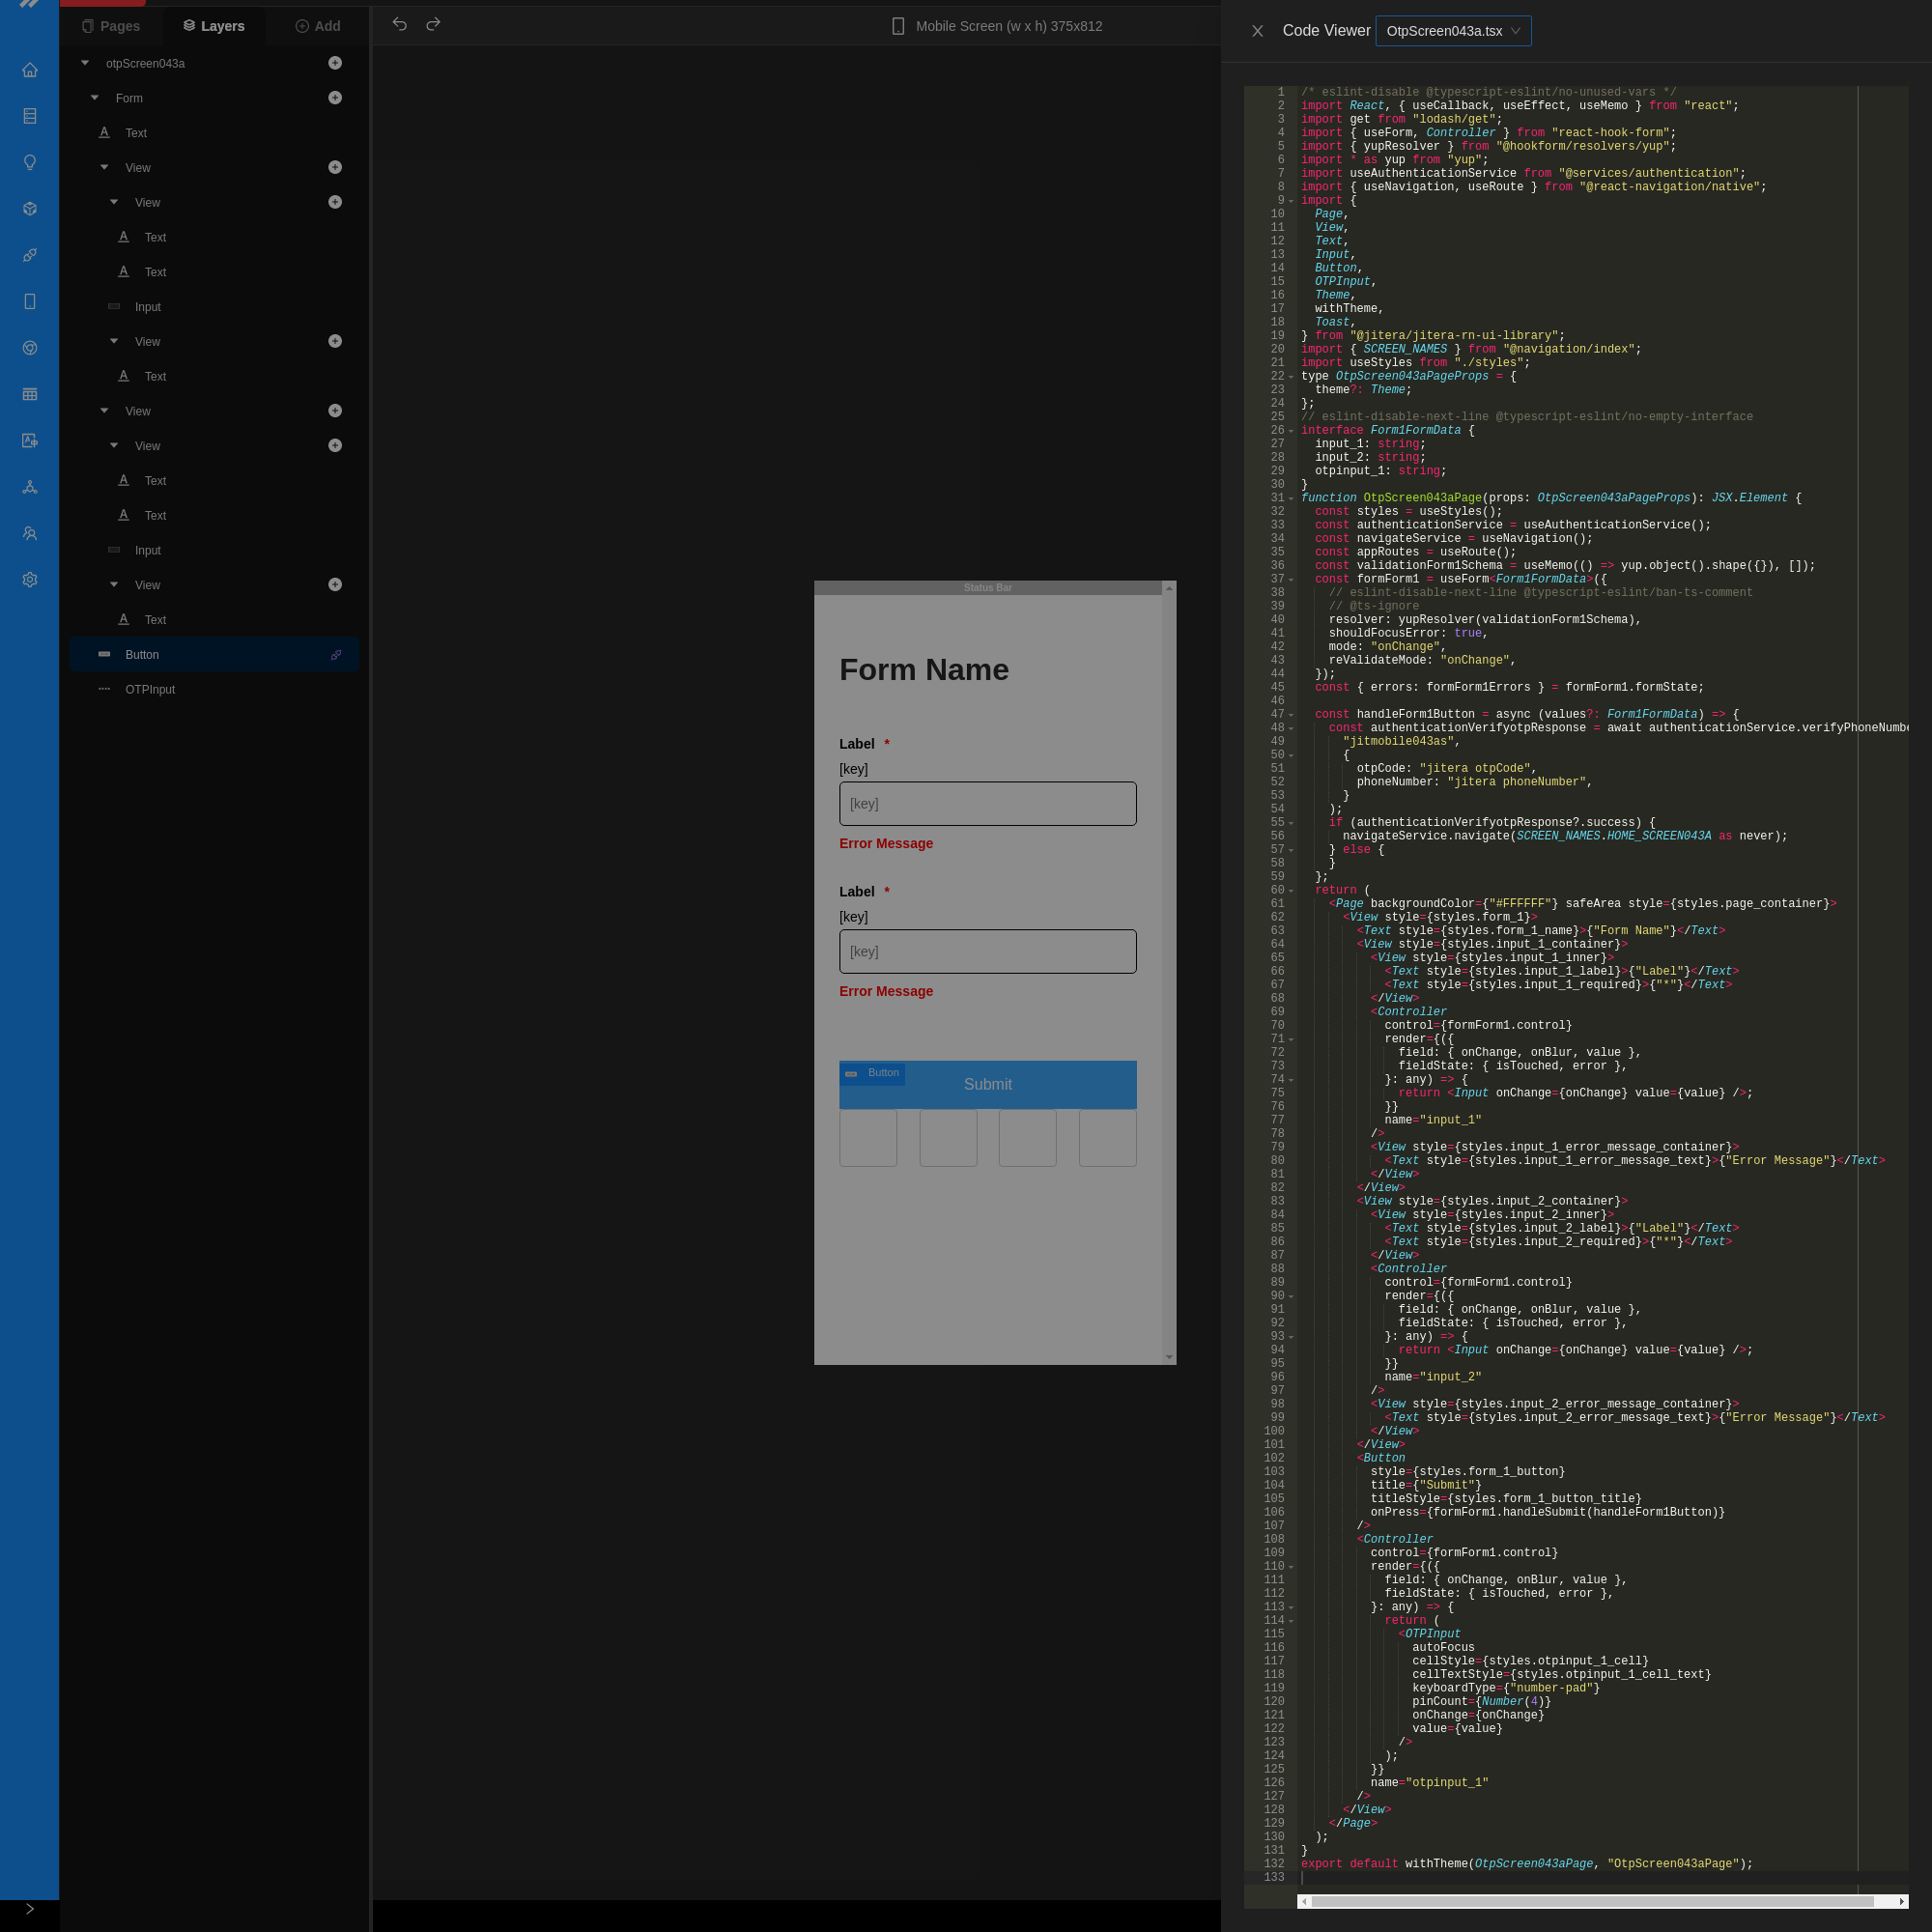 Pages
Layers
Add
Mobile Screen (w x h) 375x812
otpScreen043a
Form
Text
View
View
Text
Text
Input
View
Text
View
View
Text
Text
Input
View
Text
Button
OTPInput
Status Bar
Form Name
Label *
[key]
[key]
Error Message
Label *
[key]
[key]
Error Message
Button
Submit
Code Viewer OtpScreen043a.tsx
1 /* eslint-disable @typescript-eslint/no-unused-vars */
2 import React, { useCallback, useEffect, useMemo } from "react";
3 import get from "lodash/get";
4 import { useForm, Controller } from "react-hook-form";
5 import { yupResolver } from "@hookform/resolvers/yup";
6 import * as yup from "yup";
7 import useAuthenticationService from "@services/authentication";
8 import { useNavigation, useRoute } from "@react-navigation/native";
9 import {
10 Page,
11 View,
12 Text,
13 Input,
14 Button,
15 OTPInput,
16 Theme,
17 withTheme,
18 Toast,
19 } from "@jitera/jitera-rn-ui-library";
20 import { SCREEN_NAMES } from "@navigation/index";
21 import useStyles from "./styles";
22 type OtpScreen043aPageProps = {
23 theme?: Theme;
24 };
25 // eslint-disable-next-line @typescript-eslint/no-empty-interface
26 interface Form1FormData {
27 input_1: string;
28 input_2: string;
29 otpinput_1: string;
30 }
31 function OtpScreen043aPage(props: OtpScreen043aPageProps): JSX.Element {
32 const styles = useStyles();
33 const authenticationService = useAuthenticationService();
34 const navigateService = useNavigation();
35 const appRoutes = useRoute();
36 const validationForm1Schema = useMemo(() => yup.object().shape({}), []);
37 const formForm1 = useForm<Form1FormData>({
38 // eslint-disable-next-line @typescript-eslint/ban-ts-comment
39 // @ts-ignore
40 resolver: yupResolver(validationForm1Schema),
41 shouldFocusError: true,
42 mode: "onChange",
43 reValidateMode: "onChange",
44 });
45 const { errors: formForm1Errors } = formForm1.formState;
46
47 const handleForm1Button = async (values?: Form1FormData) => {
48 const authenticationVerifyotpResponse = await authenticationService.verifyPhoneNumbe
49 "jitmobile043as",
50 {
51 otpCode: "jitera otpCode",
52 phoneNumber: "jitera phoneNumber",
53 }
54 );
55 if (authenticationVerifyotpResponse?.success) {
56 navigateService.navigate(SCREEN_NAMES.HOME_SCREEN043A as never);
57 } else {
58 }
59 };
60 return (
61 <Page backgroundColor={"#FFFFFF"} safeArea style={styles.page_container}>
62 <View style={styles.form_1}>
63 <Text style={styles.form_1_name}>{"Form Name"}</Text>
64 <View style={styles.input_1_container}>
65 <View style={styles.input_1_inner}>
66 <Text style={styles.input_1_label}>{"Label"}</Text>
67 <Text style={styles.input_1_required}>{"*"}</Text>
68 </View>
69 <Controller
70 control={formForm1.control}
71 render={({
72 field: { onChange, onBlur, value },
73 fieldState: { isTouched, error },
74 }: any) => {
75 return <Input onChange={onChange} value={value} />;
76 }}
77 name="input_1"
78 />
79 <View style={styles.input_1_error_message_container}>
80 <Text style={styles.input_1_error_message_text}>{"Error Message"}</Text>
81 </View>
82 </View>
83 <View style={styles.input_2_container}>
84 <View style={styles.input_2_inner}>
85 <Text style={styles.input_2_label}>{"Label"}</Text>
86 <Text style={styles.input_2_required}>{"*"}</Text>
87 </View>
88 <Controller
89 control={formForm1.control}
90 render={({
91 field: { onChange, onBlur, value },
92 fieldState: { isTouched, error },
93 }: any) => {
94 return <Input onChange={onChange} value={value} />;
95 }}
96 name="input_2"
97 />
98 <View style={styles.input_2_error_message_container}>
99 <Text style={styles.input_2_error_message_text}>{"Error Message"}</Text>
100 </View>
101 </View>
102 <Button
103 style={styles.form_1_button}
104 title={"Submit"}
105 titleStyle={styles.form_1_button_title}
106 onPress={formForm1.handleSubmit(handleForm1Button)}
107 />
108 <Controller
109 control={formForm1.control}
110 render={({
111 field: { onChange, onBlur, value },
112 fieldState: { isTouched, error },
113 }: any) => {
114 return (
115 <OTPInput
116 autoFocus
117 cellStyle={styles.otpinput_1_cell}
118 cellTextStyle={styles.otpinput_1_cell_text}
119 keyboardType={"number-pad"}
120 pinCount={Number(4)}
121 onChange={onChange}
122 value={value}
123 />
124 );
125 }}
126 name="otpinput_1"
127 />
128 </View>
129 </Page>
130 );
131 }
132 export default withTheme(OtpScreen043aPage, "OtpScreen043aPage");
133